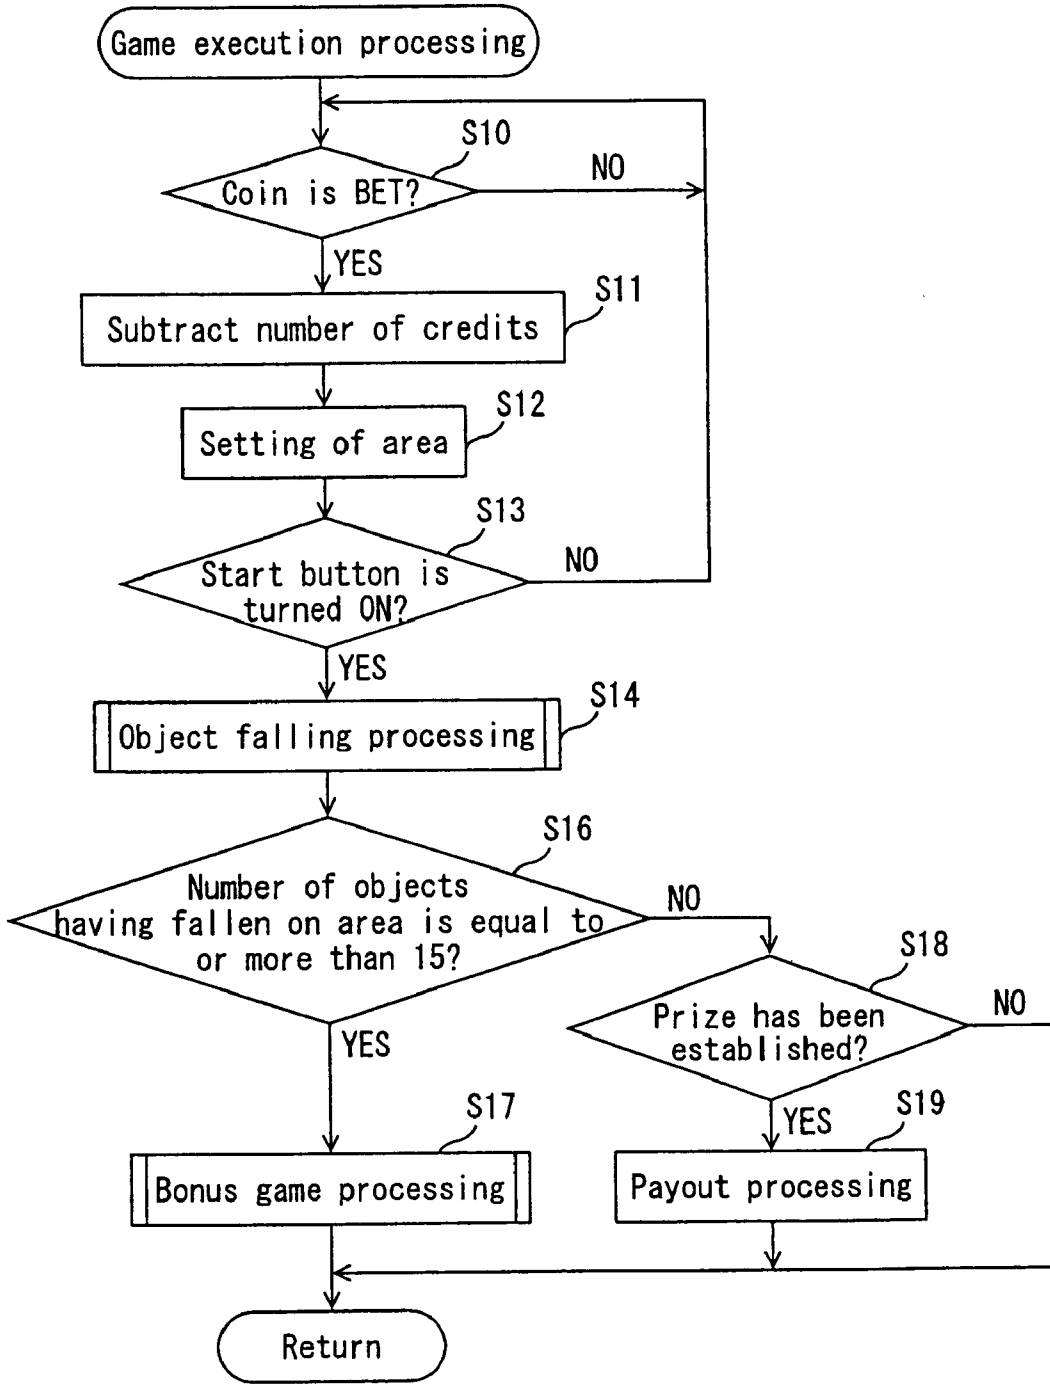 Game execution processing
S10
Coin is BET?
NO
YES
S11
Subtract number of credits
S12
Setting of area
S13
Start button is
turned ON?
NO
YES
S14
Object falling processing
S16
Number of objects
having fallen on area is equal to
or more than 15?
NO
YES
S18
Prize has been
established?
NO
YES
S17
Bonus game processing
S19
Payout processing
Return